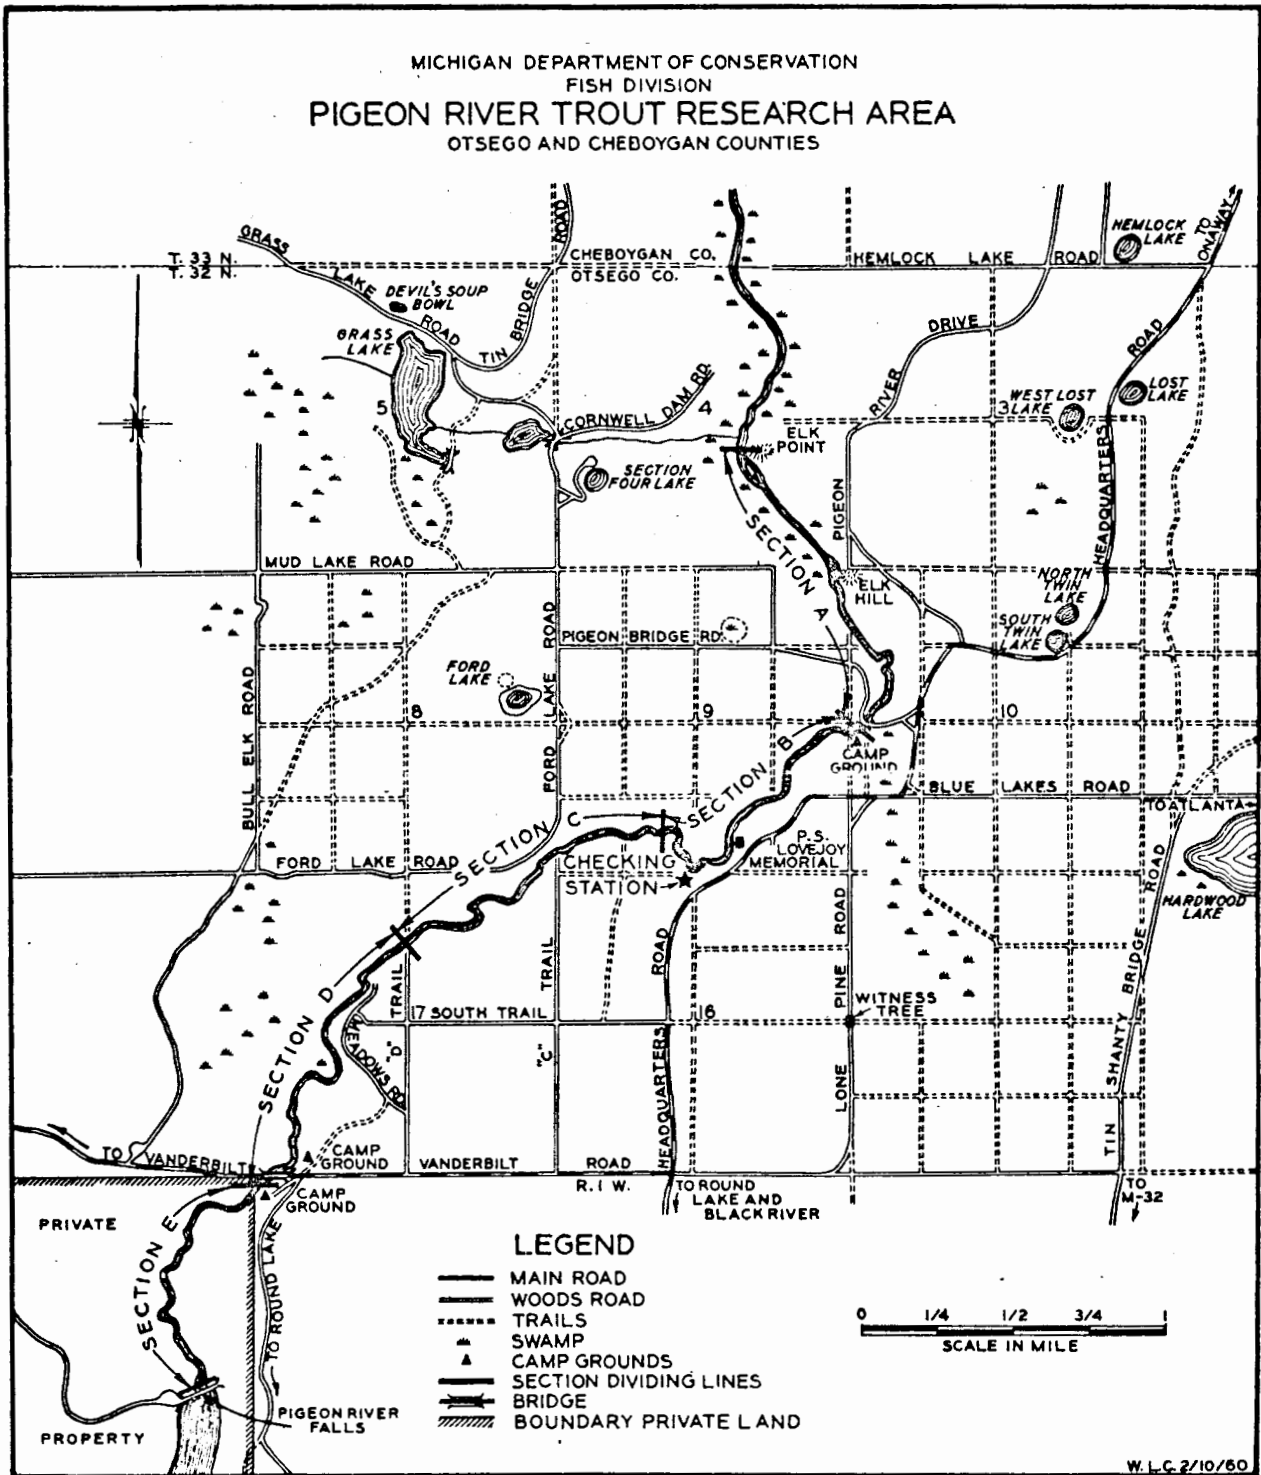 MICHIGAN DEPARTMENT OF CONSERVATION
FISH DIVISION
PIGEON RIVER TROUT RESEARCH AREA
OTSEGO AND CHEBOYGAN COUNTIES
T. 33 N.
T. 32 N.
GRASS LAKE ROAD
DEVIL'S SOUP
BOWL
GRASS
LAKE
TIN BRIDGE ROAD
CHEBOYGAN CO.
OTSEGO CO.
HEMLOCK LAKE ROAD
HEMLOCK
LAKE
TO
ONAWAY
5
CORNWELL DAM RD.
4
SECTION
FOUR LAKE
ELK
POINT
PIGEON RIVER DRIVE
3
WEST LOST
LAKE
LOST
LAKE
HEADQUARTERS ROAD
SECTION A
MUD LAKE ROAD
ELK
HILL
NORTH
TWIN
LAKE
SOUTH
TWIN
LAKE
PIGEON BRIDGE RD.
BULL ELK ROAD
FORD
LAKE
FORD LAKE ROAD
8
9
10
SECTION B
CAMP
GROUND
BLUE LAKES ROAD
TO ATLANTA
FORD LAKE ROAD
SECTION C
CHECKING
STATION
P.S.
LOVEJOY
MEMORIAL
HARDWOOD
LAKE
SECTION D
TRAIL "D"
17 SOUTH TRAIL
TRAIL "C"
HEADQUARTERS ROAD
16
LONE PINE ROAD
WITNESS
TREE
TIN SHANTY BRIDGE ROAD
MEADOWS RD.
TO VANDERBILT
CAMP
GROUND
VANDERBILT ROAD
R. I W.
TO ROUND
LAKE AND
BLACK RIVER
TO
M-32
CAMP
GROUND
PRIVATE
PROPERTY
SECTION E
TO ROUND LAKE
PIGEON RIVER
FALLS
LEGEND
MAIN ROAD
WOODS ROAD
TRAILS
SWAMP
CAMP GROUNDS
SECTION DIVIDING LINES
BRIDGE
BOUNDARY PRIVATE LAND
0 1/4 1/2 3/4 1
SCALE IN MILE
W. L.C. 2/10/60